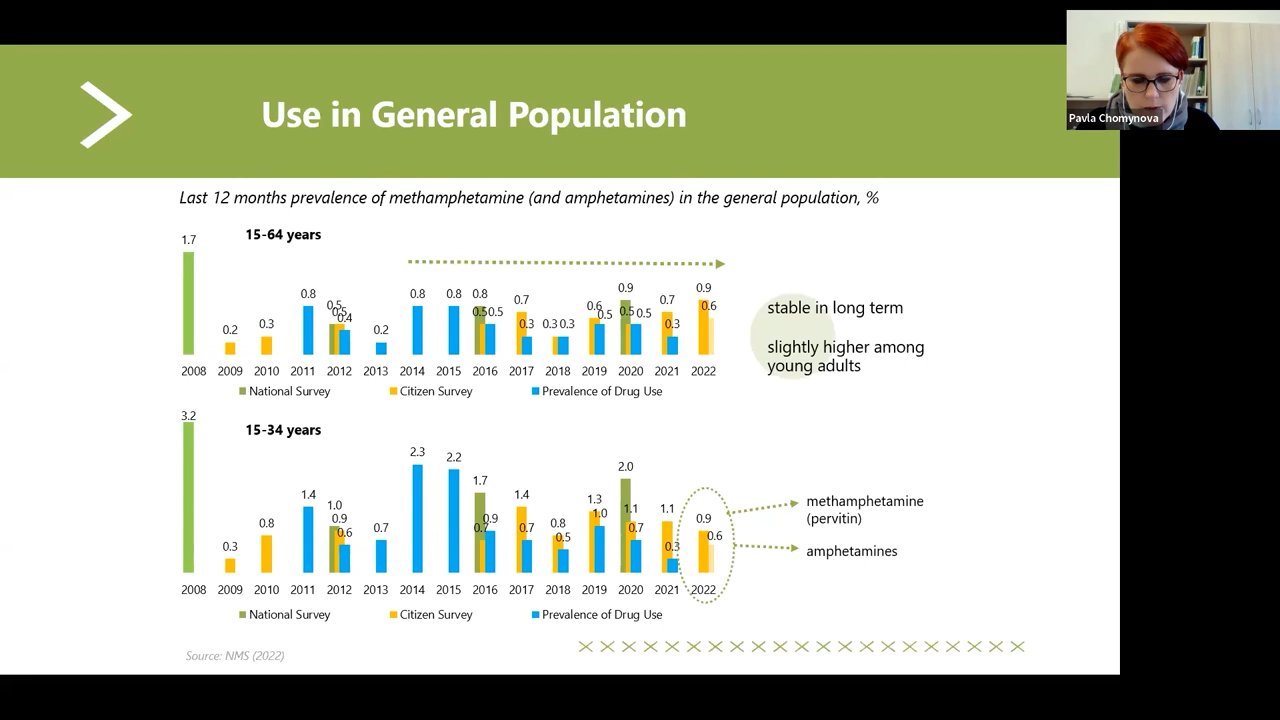 Use in General Population
Pavla Chomynova
Last 12 months prevalence of methamphetamine (and amphetamines) in the general population, %
15-64 years
1.7 0.2 0.3 0.8 0.5 0.5 0.4 0.2 0.8 0.8 0.8 0.5 0.5 0.7 0.3 0.3 0.3 0.6 0.5 0.9 0.5 0.5 0.7 0.3 0.9 0.6
2008 2009 2010 2011 2012 2013 2014 2015 2016 2017 2018 2019 2020 2021 2022
National Survey Citizen Survey Prevalence of Drug Use
stable in long term
slightly higher among
young adults
15-34 years
3.2 0.3 0.8 1.4 1.0 0.9 0.6 0.7 2.3 2.2 1.7 0.7 0.9 1.4 0.7 0.8 0.5 1.3 1.0 2.0 1.1 0.7 1.1 0.3 0.9 0.6
2008 2009 2010 2011 2012 2013 2014 2015 2016 2017 2018 2019 2020 2021 2022
National Survey Citizen Survey Prevalence of Drug Use
methamphetamine
(pervitin)
amphetamines
Source: NMS (2022)